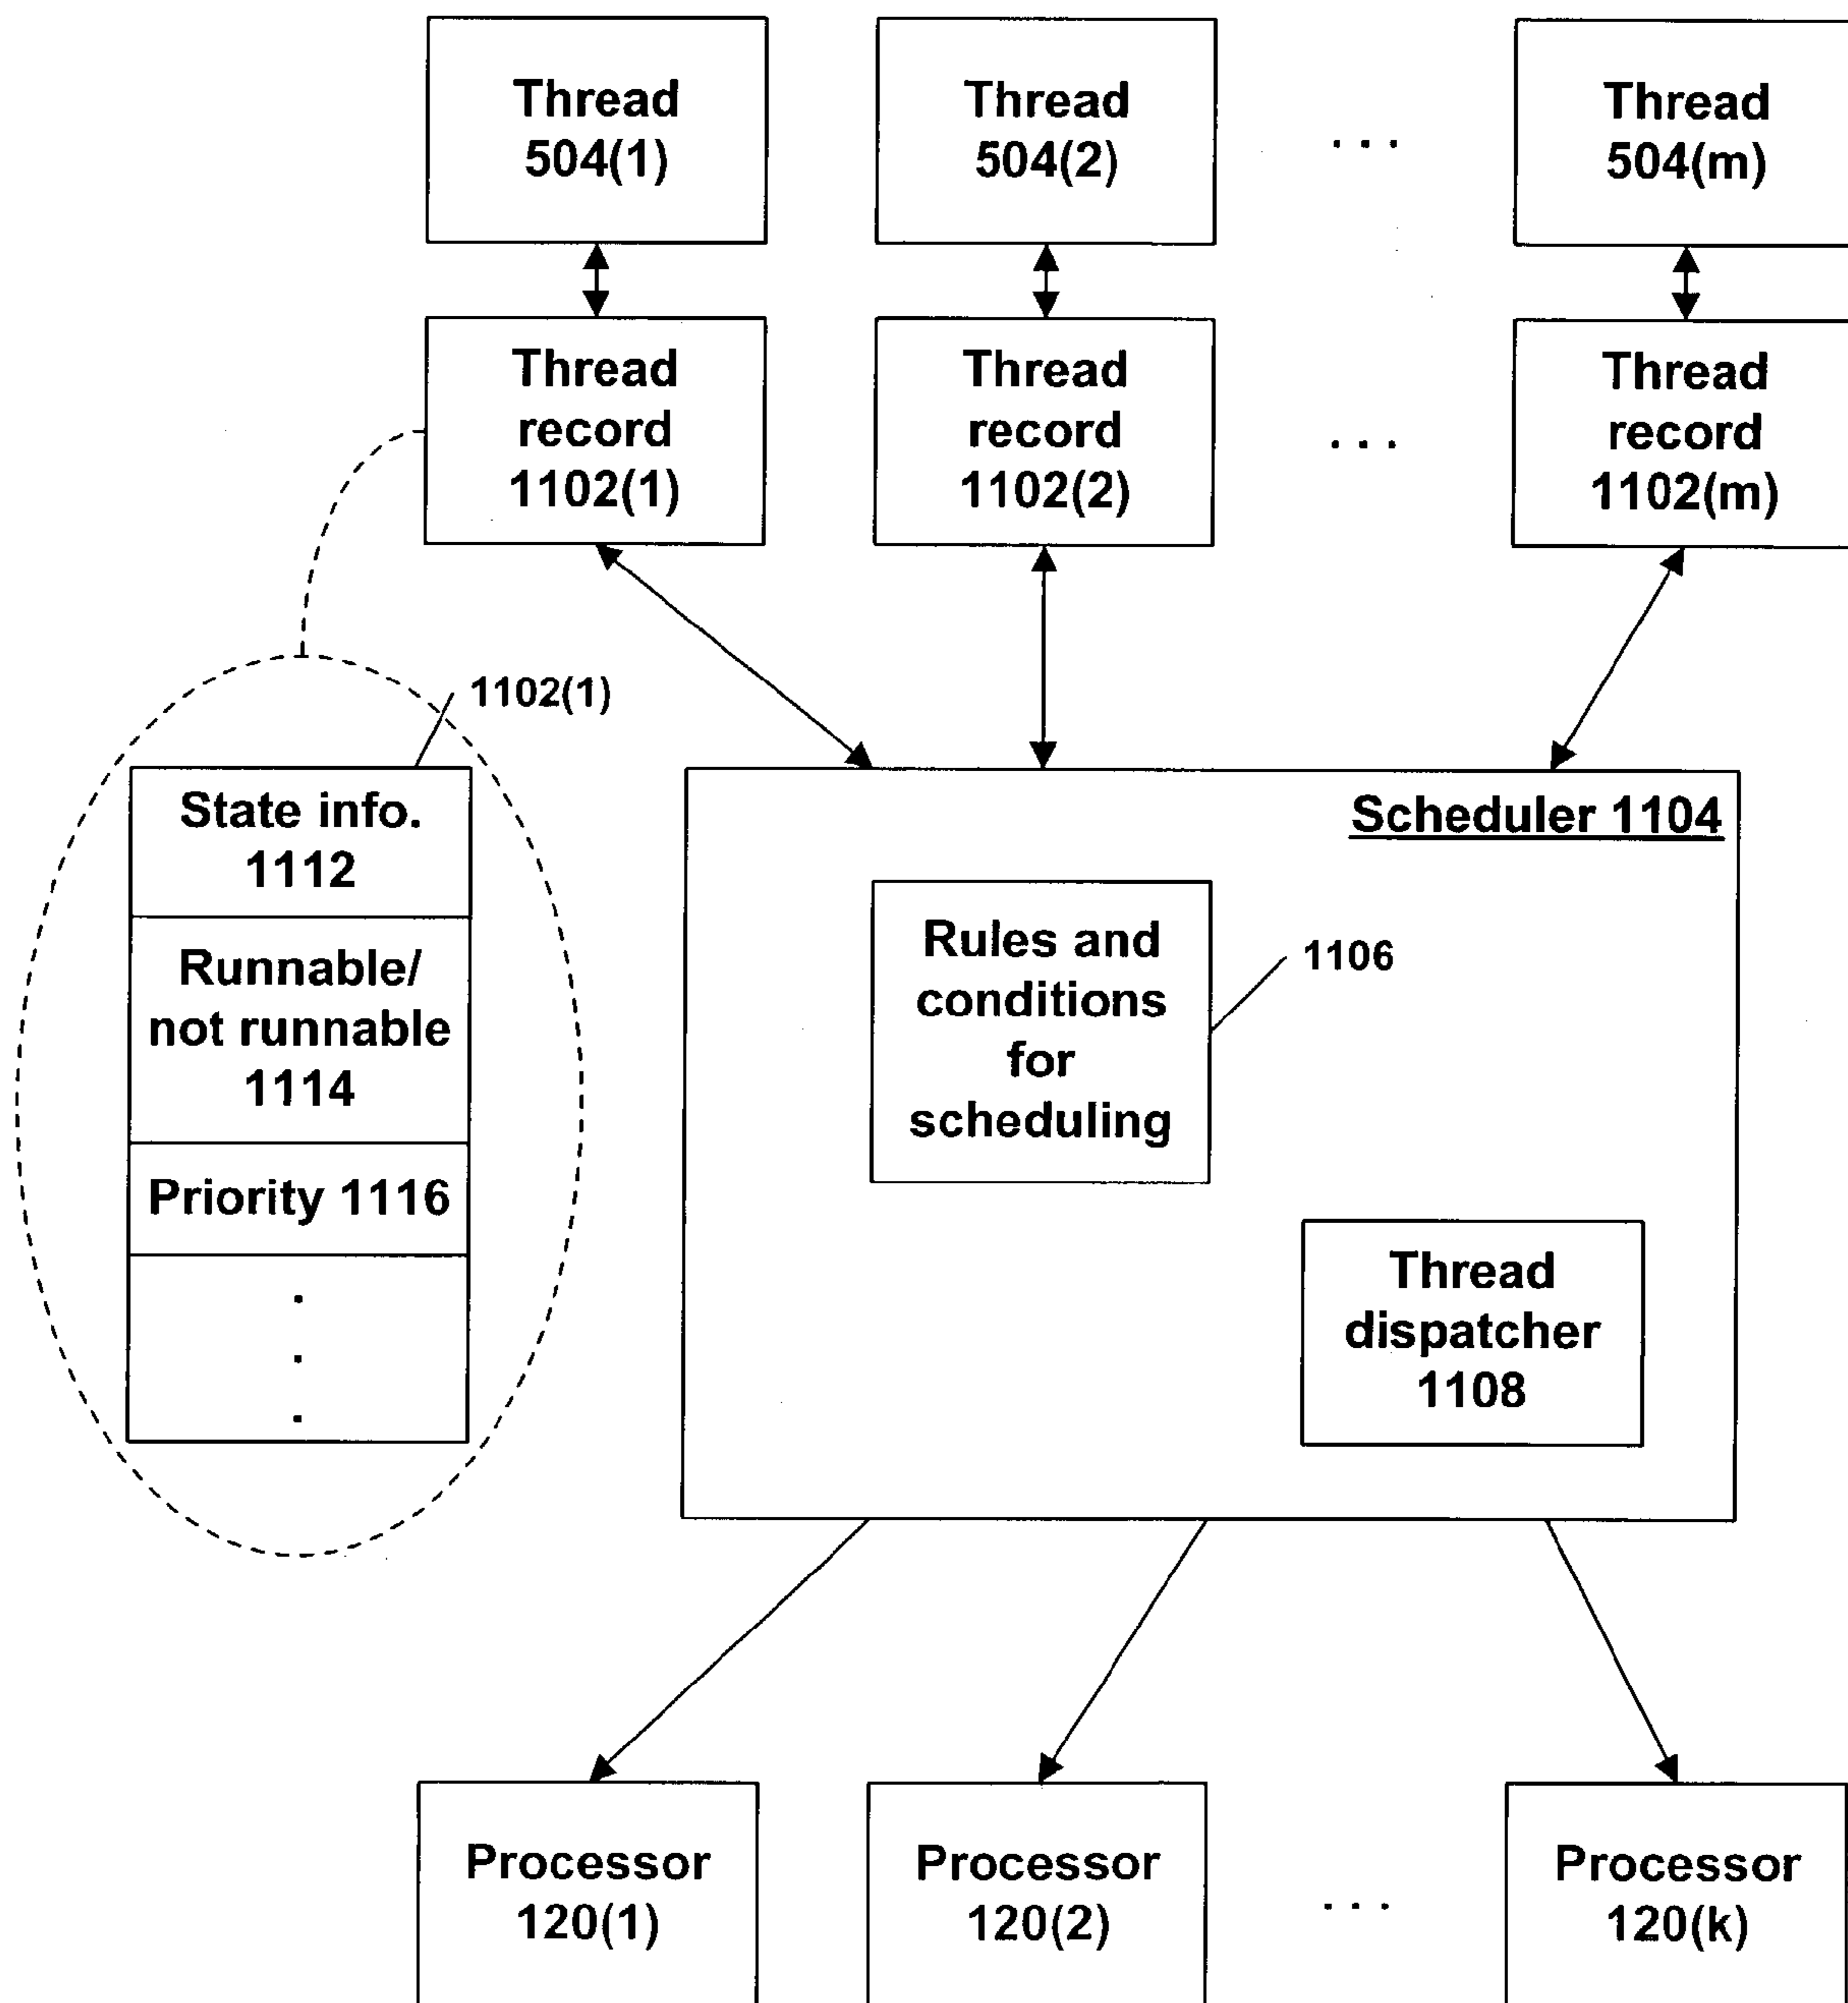 Thread
504(1)
Thread
504(2)
. . .
Thread
504(m)
Thread
record
1102(1)
Thread
record
1102(2)
. . .
Thread
record
1102(m)
1102(1)
State info.
1112
Runnable/
not runnable
1114
Priority 1116
.
.
.
Scheduler 1104
Rules and
conditions
for
scheduling
1106
Thread
dispatcher
1108
Processor
120(1)
Processor
120(2)
. . .
Processor
120(k)